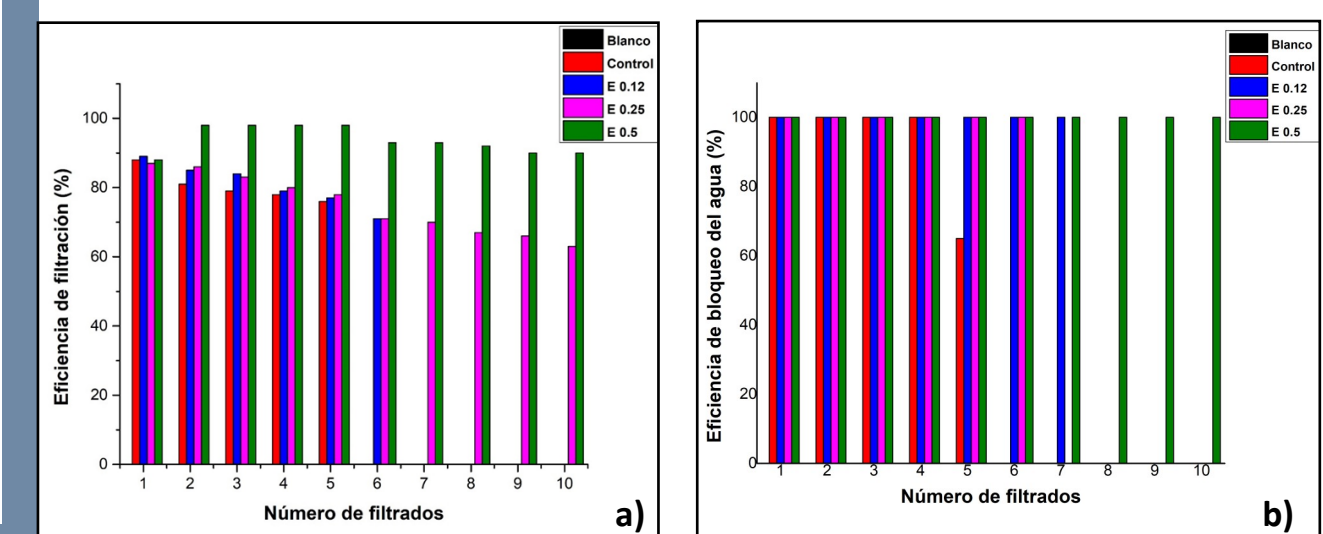 Blanco
Control
E 0.12
E 0.25
E 0.5
Eficiencia de filtración (%)
100
80
60
40
20
0
1 2 3 4 5 6 7 8 9 10
Número de filtrados
a)
Blanco
Control
E 0.12
E 0.25
E 0.5
Eficiencia de bloqueo del agua (%)
100
80
60
40
20
0
1 2 3 4 5 6 7 8 9 10
Número de filtrados
b)